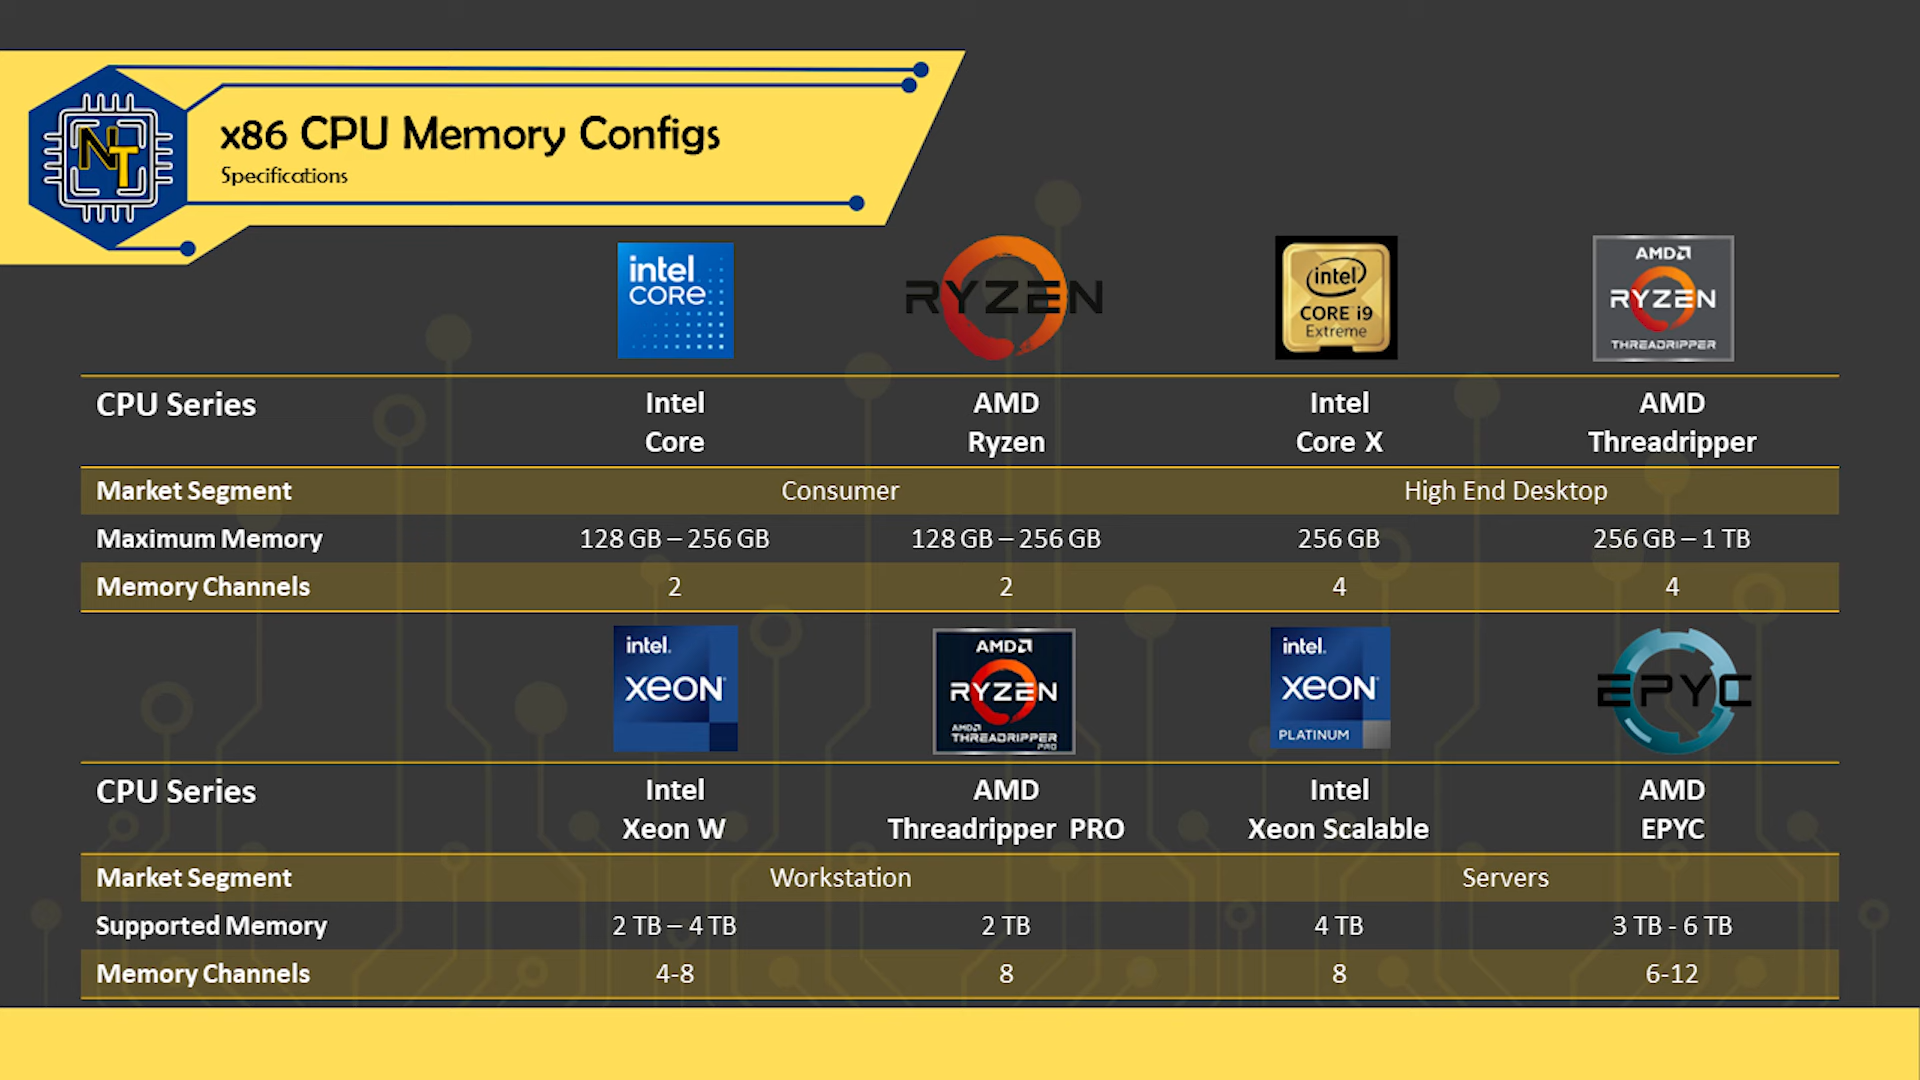 NT
x86 CPU Memory Configs
Specifications
intel CORE
RYZEN
intel CORE i9 Extreme
AMD RYZEN THREADRIPPER
CPU Series Intel Core AMD Ryzen Intel Core X AMD Threadripper
Market Segment Consumer High End Desktop
Maximum Memory 128 GB – 256 GB 128 GB – 256 GB 256 GB 256 GB – 1 TB
Memory Channels 2 2 4 4
intel. XEON
AMD RYZEN AMD THREADRIPPER PRO
intel. XEON PLATINUM
EPYC
CPU Series Intel Xeon W AMD Threadripper PRO Intel Xeon Scalable AMD EPYC
Market Segment Workstation Servers
Supported Memory 2 TB – 4 TB 2 TB 4 TB 3 TB - 6 TB
Memory Channels 4-8 8 8 6-12